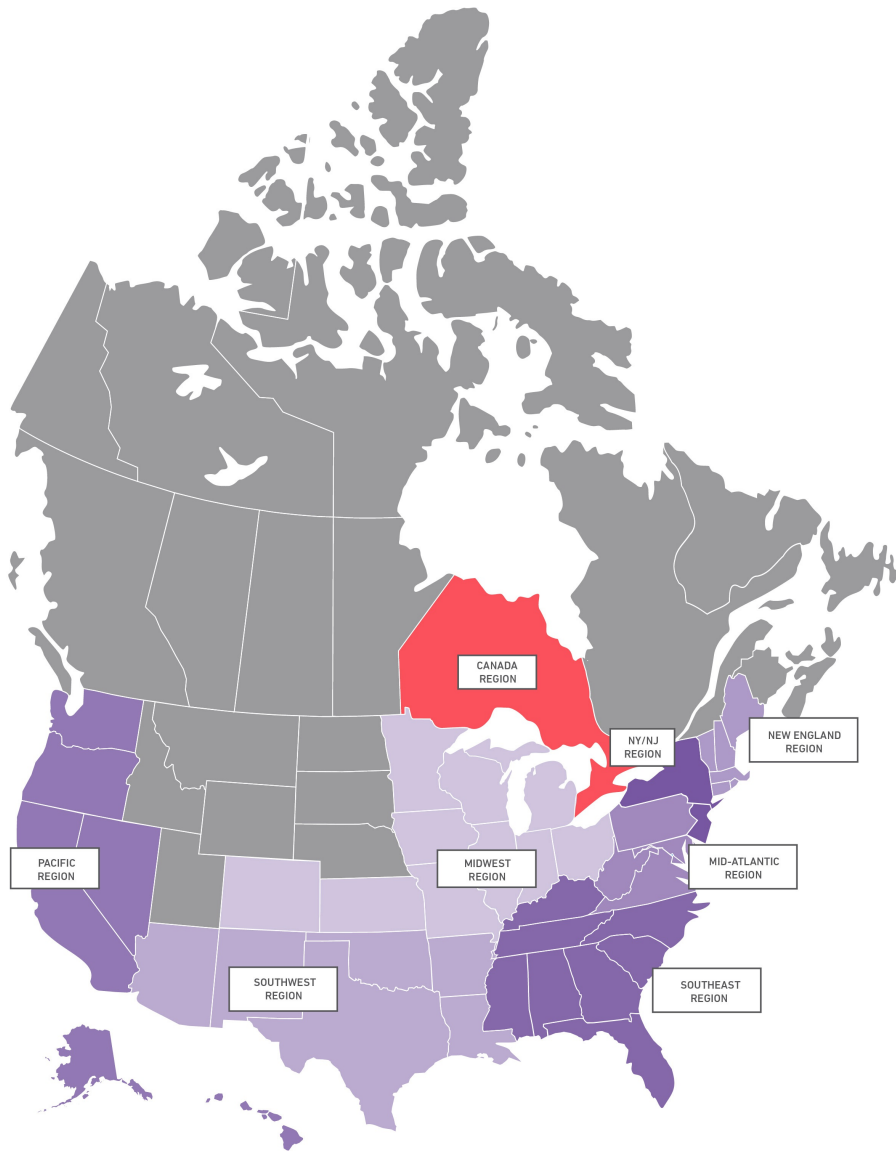 CANADA
REGION
NY/NJ
REGION
NEW ENGLAND
REGION
PACIFIC
REGION
MIDWEST
REGION
MID-ATLANTIC
REGION
SOUTHWEST
REGION
SOUTHEAST
REGION